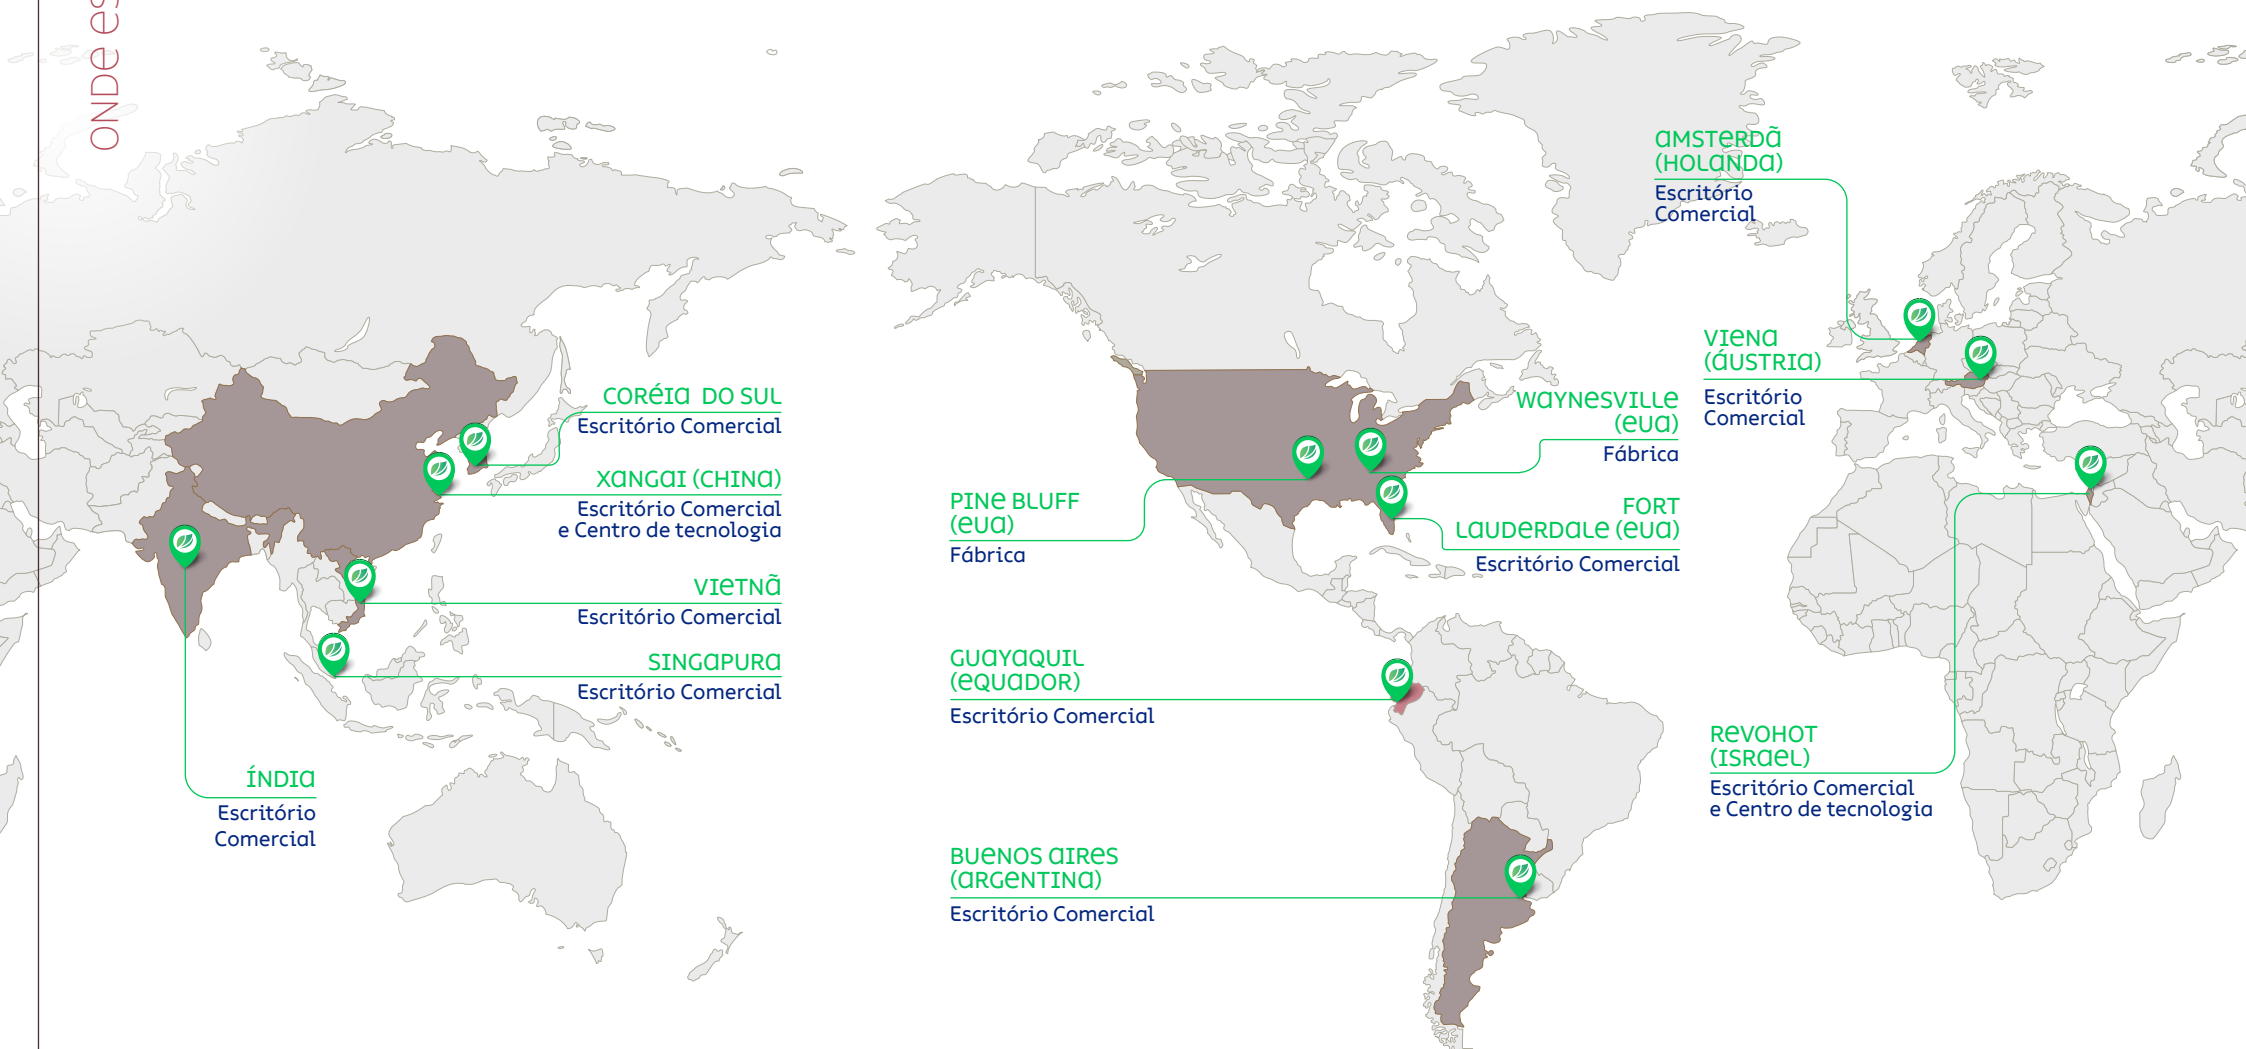 ONDE
CORÉIA DO SUL
Escritório Comercial
XANGAI (CHINA)
Escritório Comercial
e Centro de tecnologia
VIETNÃ
Escritório Comercial
SINGAPURA
Escritório Comercial
ÍNDIA
Escritório
Comercial
PINE BLUFF
(EUA)
Fábrica
WAYNESVILLE
(EUA)
Fábrica
FORT
LAUDERDALE (EUA)
Escritório Comercial
GUAYAQUIL
(EQUADOR)
Escritório Comercial
BUENOS AIRES
(ARGENTINA)
Escritório Comercial
AMSTERDÃ
(HOLANDA)
Escritório
Comercial
VIENA
(ÁUSTRIA)
Escritório
Comercial
REVOHOT
(ISRAEL)
Escritório Comercial
e Centro de tecnologia